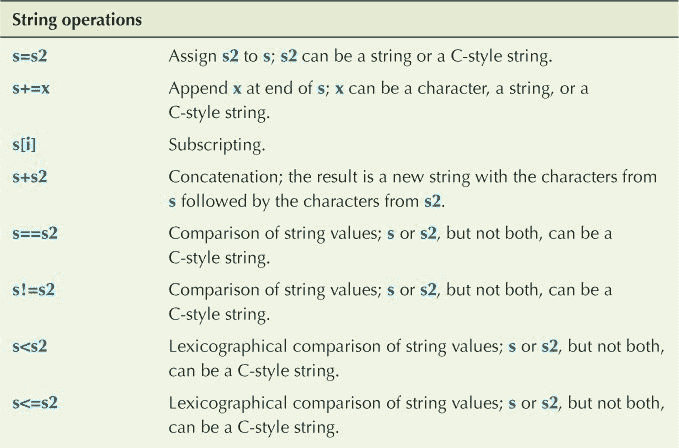 String operations
s=s2 Assign s2 to s; s2 can be a string or a C-style string.
s+=x Append x at end of s; x can be a character, a string, or a
C-style string.
s[i] Subscripting.
s+s2 Concatenation; the result is a new string with the characters from
s followed by the characters from s2.
s==s2 Comparison of string values; s or s2, but not both, can be a
C-style string.
s!=s2 Comparison of string values; s or s2, but not both, can be a
C-style string.
s<s2 Lexicographical comparison of string values; s or s2, but not both,
can be a C-style string.
s<=s2 Lexicographical comparison of string values; s or s2, but not both,
can be a C-style string.